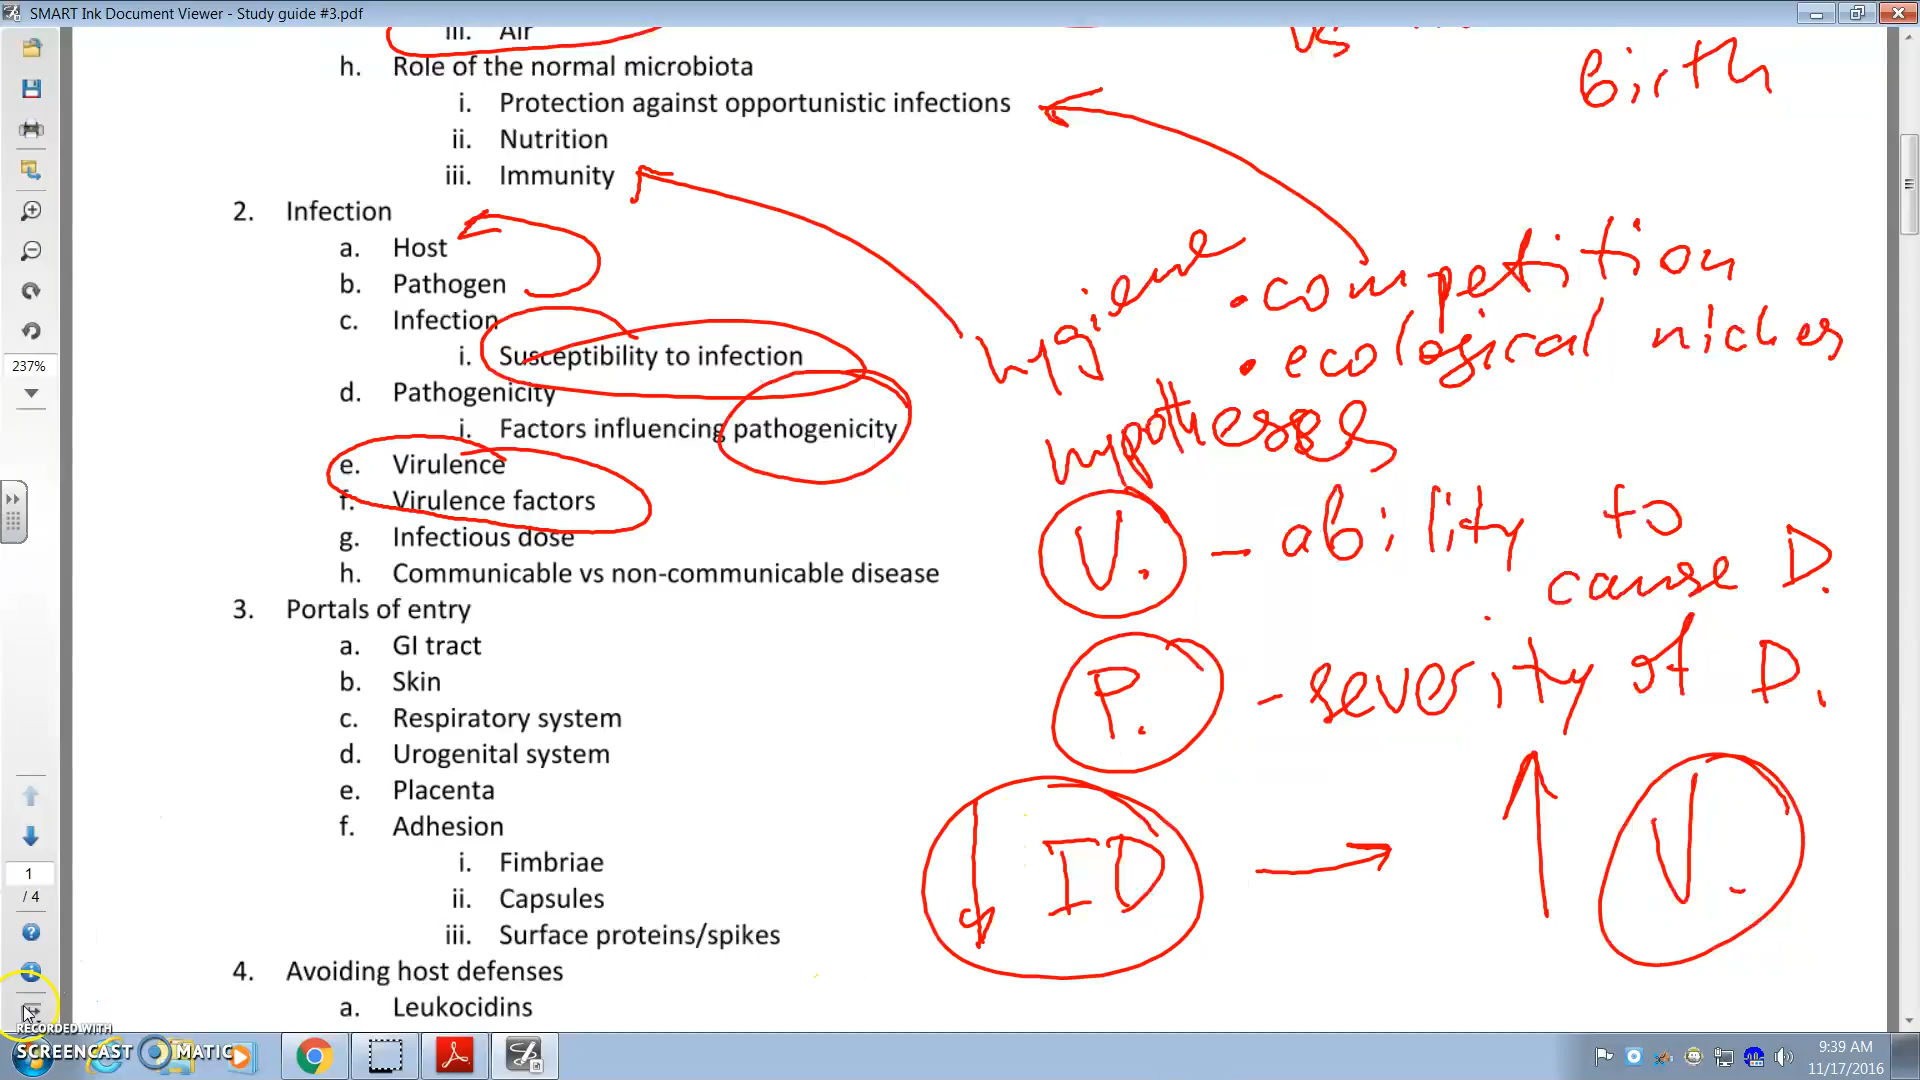 SMART Ink Document Viewer - Study guide #3.pdf
iii. Air
vs
birth
h. Role of the normal microbiota
i. Protection against opportunistic infections
ii. Nutrition
iii. Immunity
2. Infection
a. Host
b. Pathogen
c. Infection
i. Susceptibility to infection
d. Pathogenicity
i. Factors influencing pathogenicity
e. Virulence
f. Virulence factors
g. Infectious dose
h. Communicable vs non-communicable disease
3. Portals of entry
a. GI tract
b. Skin
c. Respiratory system
d. Urogenital system
e. Placenta
f. Adhesion
i. Fimbriae
ii. Capsules
iii. Surface proteins/spikes
4. Avoiding host defenses
a. Leukocidins
• competition
• ecological niches
hygiene
hypotheses
V. - ability to
cause D.
P. - severity of D.
↓ ID → ↑ V.
237%
1
/ 4
RECORDED WITH
SCREENCAST MATIC
9:39 AM
11/17/2016